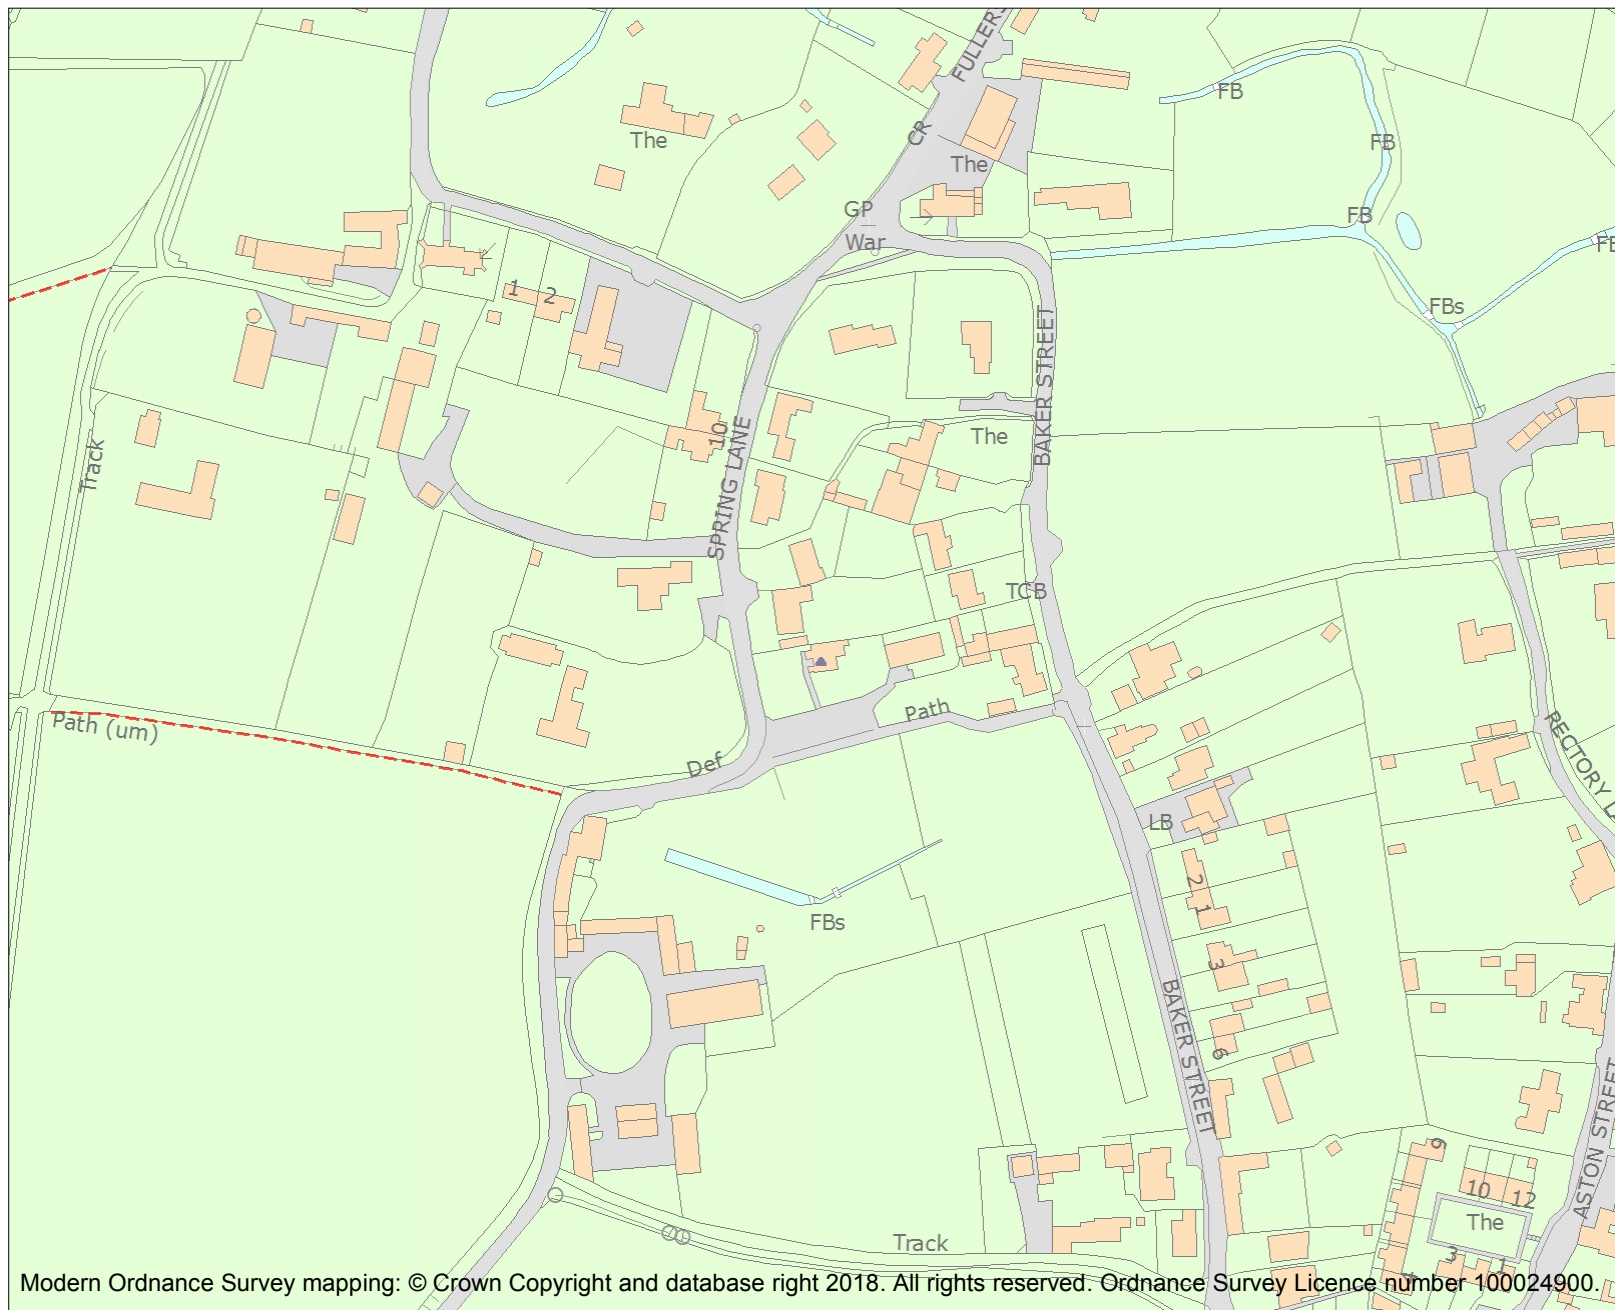 FULLERS
The
CR
The
FB
FB
FB
FB
GP
War
FBs
1
2
BAKER STREET
10
SPRING LANE
The
Track
TCB
Path (um)
Path
Def
RECTORY LA
LB
2
1
FBs
3
BAKER STREET
6
ASTON STREET
9
10
12
The
3
1
4
Track
Modern Ordnance Survey mapping: © Crown Copyright and database right 2018. All rights reserved. Ordnance Survey Licence number 100024900.